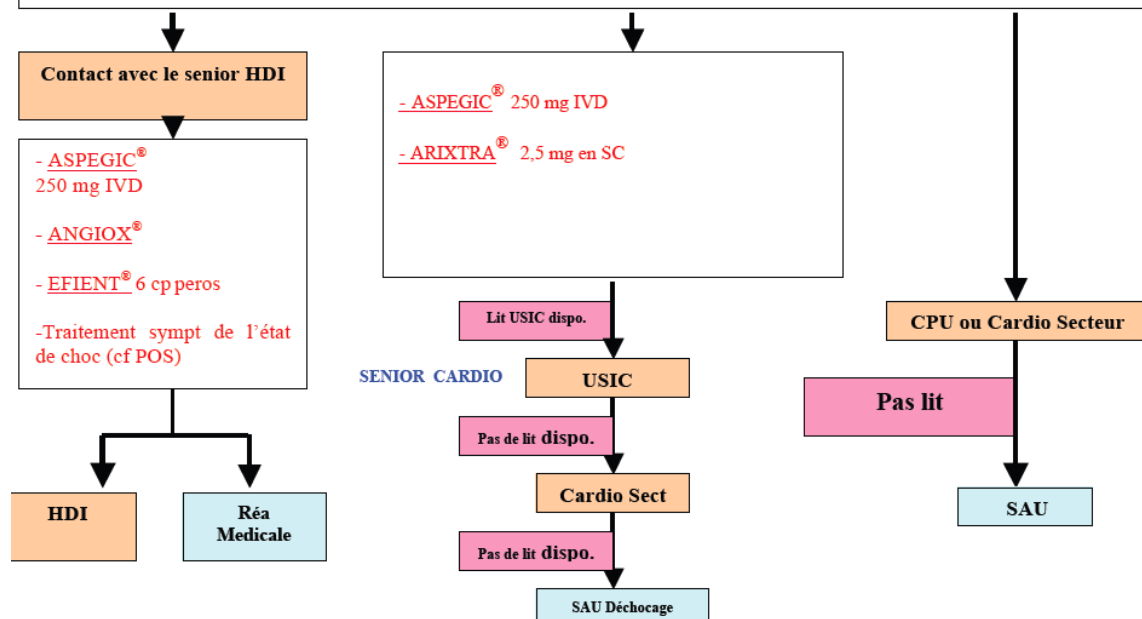 Contact avec le senior HDI
- ASPEGIC®
250 mg IVD
- ANGIOX®
- EFIENT® 6 cp peros
-Traitement sympt de l'état
de choc (cf POS)
HDI
Réa
Medicale
- ASPEGIC® 250 mg IVD
- ARIXTRA® 2,5 mg en SC
Lit USIC dispo.
SENIOR CARDIO
USIC
Pas de lit dispo.
Cardio Sect
Pas de lit dispo.
SAU Déchocage
CPU ou Cardio Secteur
Pas lit
SAU